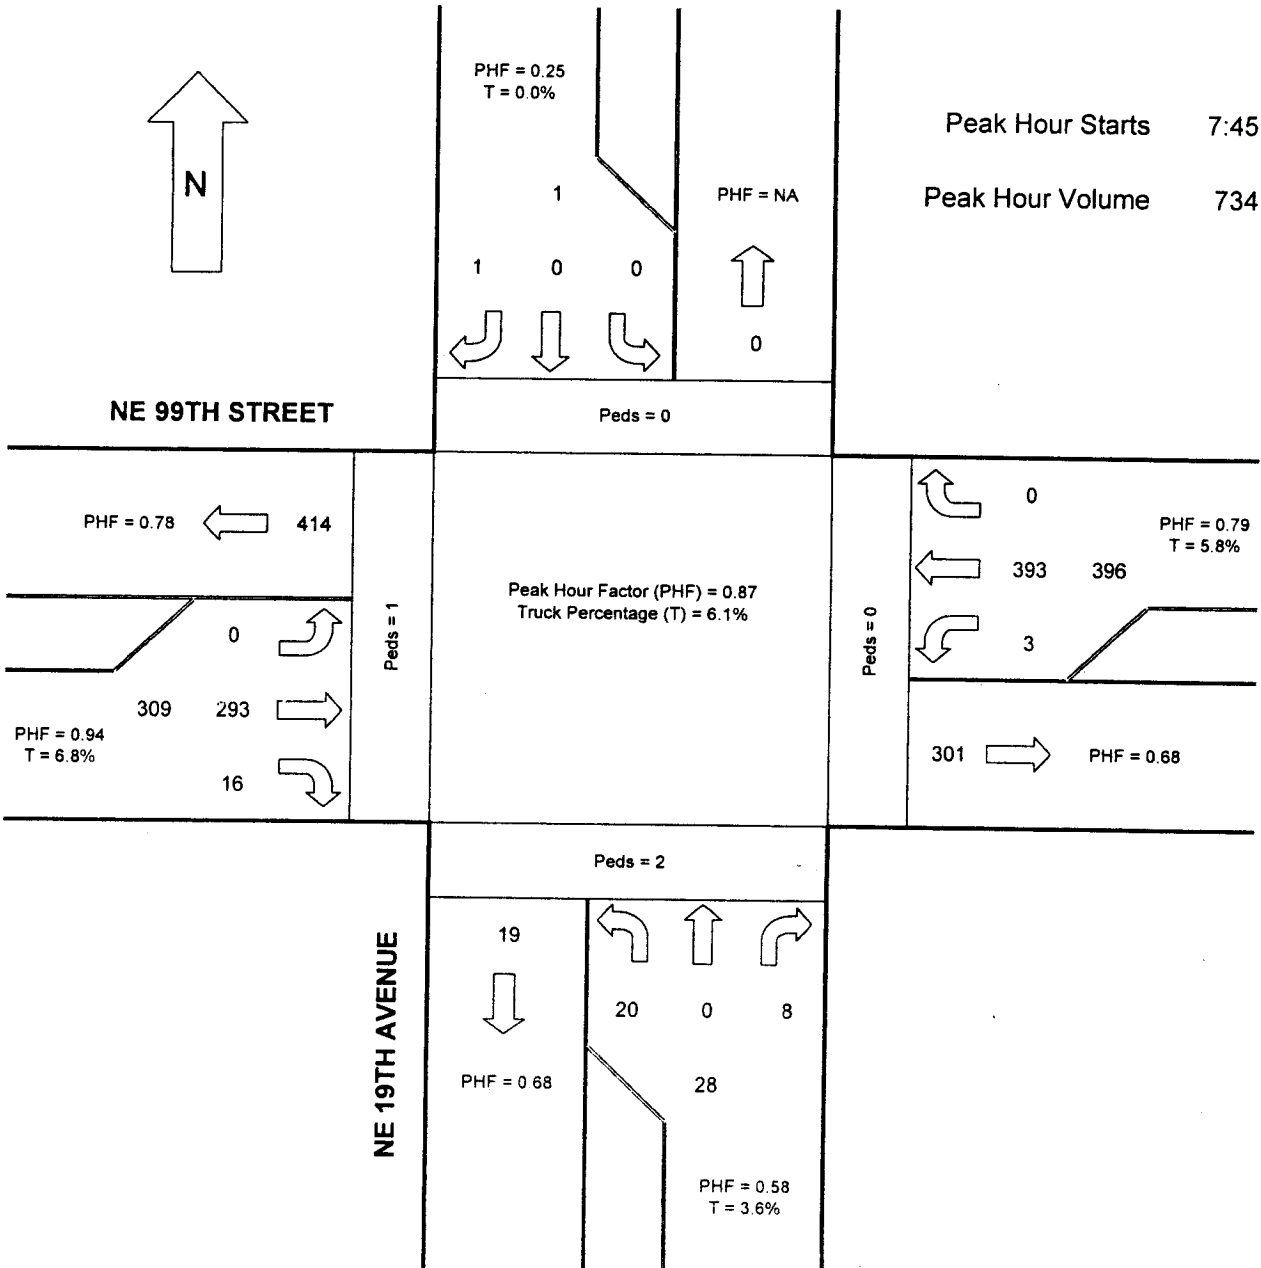 PHF = 0.25
T = 0.0%
Peak Hour Starts 7:45
N
1
PHF = NA
Peak Hour Volume 734
1 0 0
0
NE 99TH STREET
Peds = 0
PHF = 0.78 414
0
PHF = 0.79
T = 5.8%
393 396
3
Peak Hour Factor (PHF) = 0.87
Truck Percentage (T) = 6.1%
Peds = 1
Peds = 0
0
309 293
PHF = 0.94
T = 6.8%
16
301 PHF = 0.68
Peds = 2
NE 19TH AVENUE
19
20 0 8
PHF = 0.68
28
PHF = 0.58
T = 3.6%